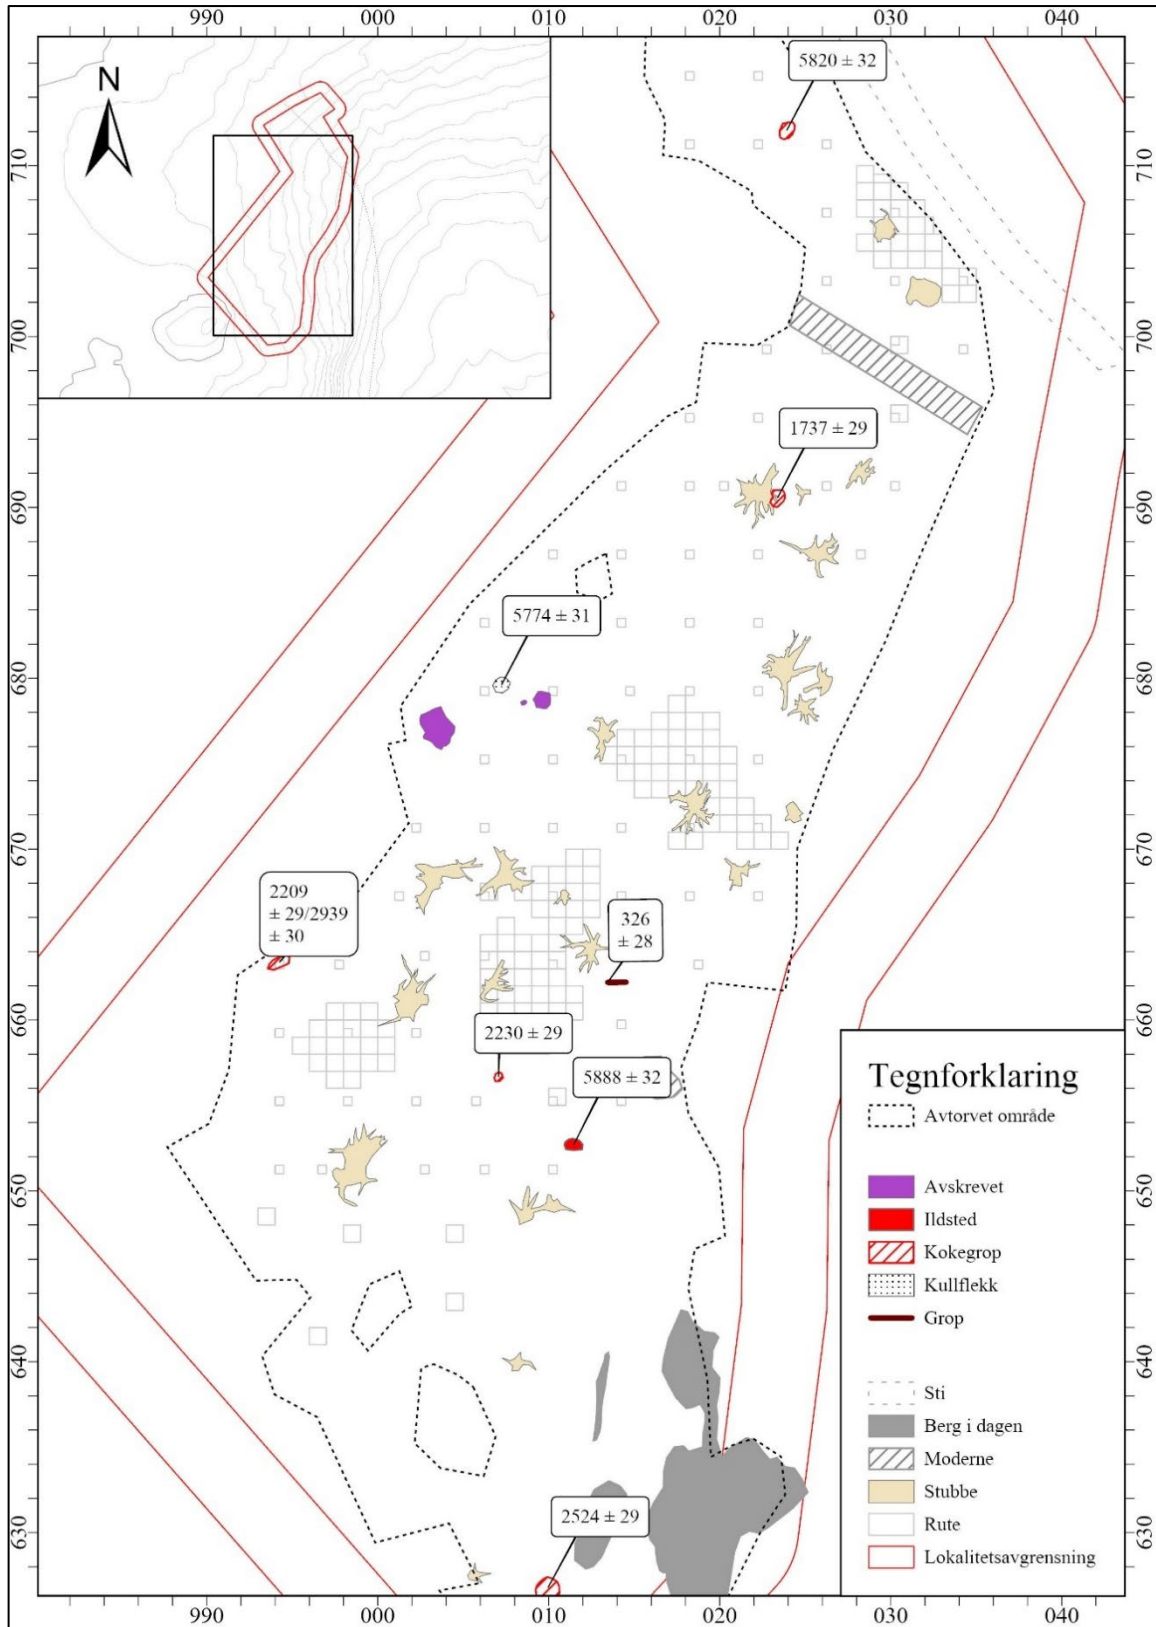 990 000 010 020 030 040
N
5820 ± 32
710
700
1737 ± 29
690
5774 ± 31
680
670
2209
± 29/2939
± 30
326
± 28
660
2230 ± 29
5888 ± 32
650
640
2524 ± 29
630
710
700
690
680
670
660
650
640
630
Tegnforklaring
Avtorvet område
Avskrevet
Ildsted
Kokegrop
Kullflekk
Grop
Sti
Berg i dagen
Moderne
Stubbe
Rute
Lokalitetsavgrensning
990 000 010 020 030 040